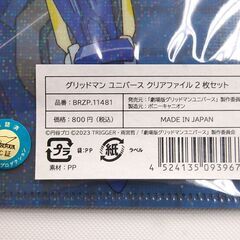 グリッドマン ユニバース クリアファイル2枚セット
品番：BRZP.11481
価格：800円（税込）
発売元：「劇場版グリッドマンユニバース」製作委員会
販売元：ポニーキャニオン
MADE IN JAPAN
©円谷プロ ©2023 TRIGGER・雨宮哲／「劇場版グリッドマンユニバース」製作委員会
袋：PP
プラ
紙
ラベル
素材：PP
4 524135 093967